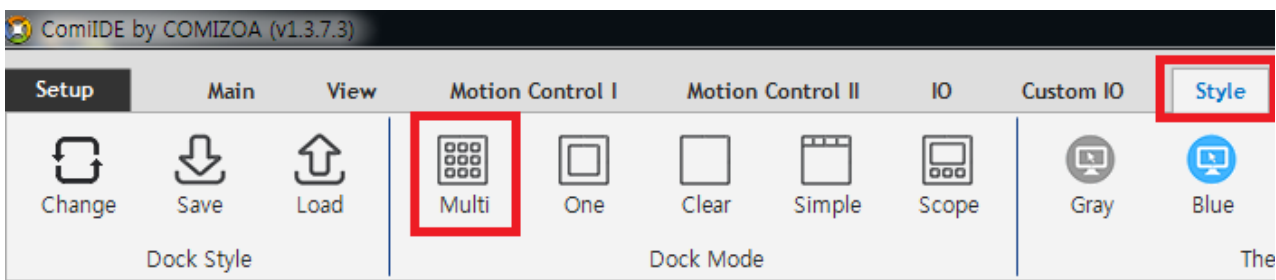 ComiIDE by COMIZOA (v1.3.7.3)
Setup Main View Motion Control I Motion Control II IO Custom IO Style
Change Save Load Multi One Clear Simple Scope Gray Blue
Dock Style Dock Mode The